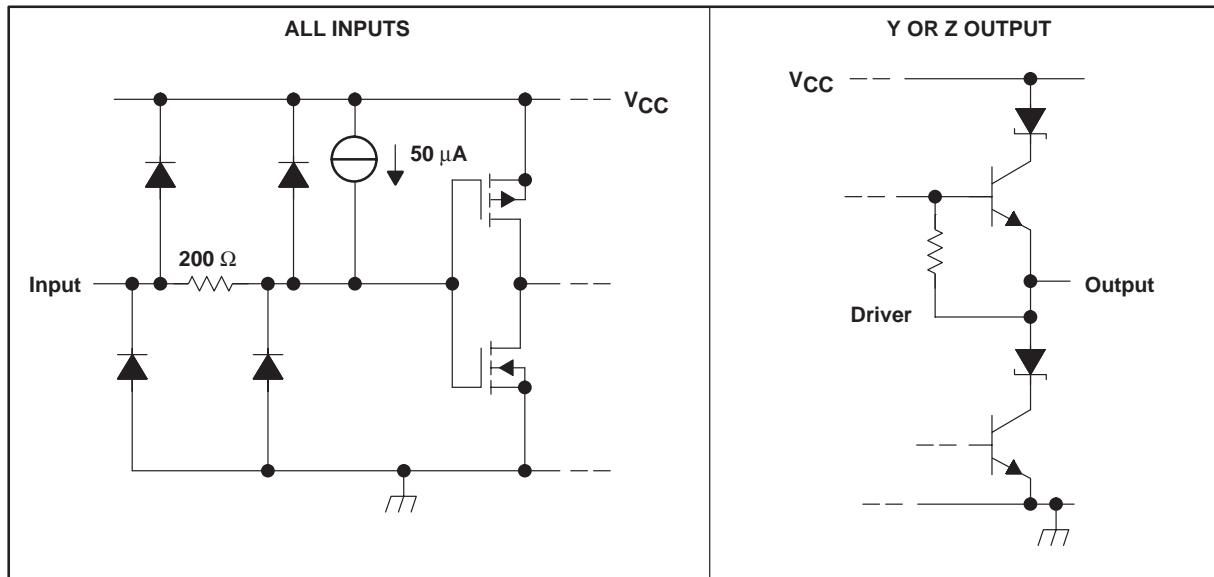 ALL INPUTS
VCC
50 μA
200 Ω
Input
Y OR Z OUTPUT
VCC
Output
Driver